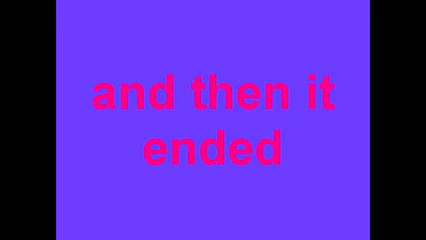 and then it
ended